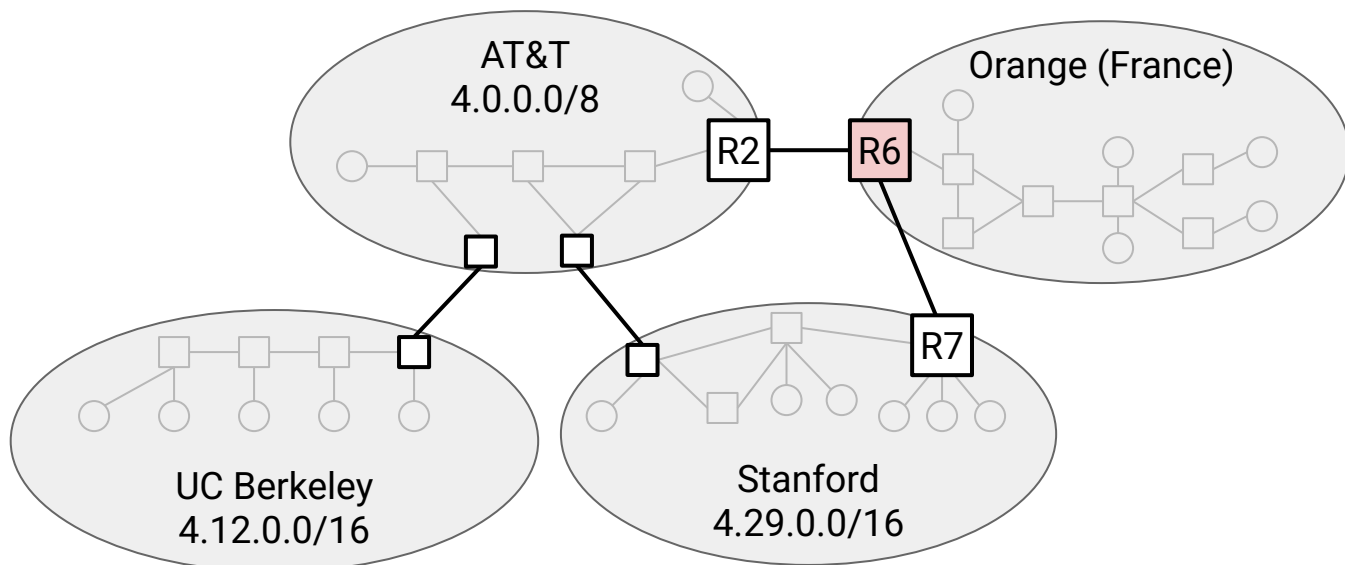 AT&T
4.0.0.0/8
Orange (France)
R2
R6
R7
UC Berkeley
4.12.0.0/16
Stanford
4.29.0.0/16